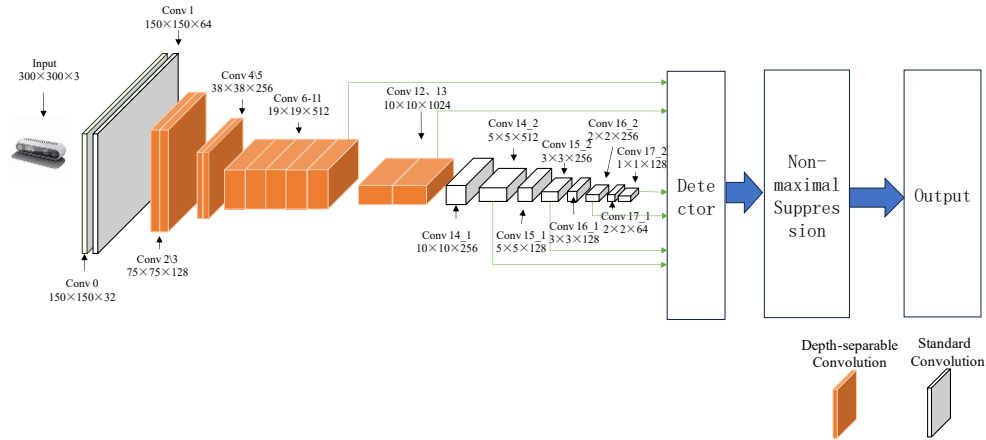 Conv 1
150×150×64
Input
300×300×3
Conv 4\5
38×38×256
Conv 6-11
19×19×512
Conv 12、13
10×10×1024
Conv 14_2
5×5×512
Conv 15_2
3×3×256
Conv 16_2
2×2×256
Conv 17_2
1×1×128
Conv 14_1
10×10×256
Conv 15_1
5×5×128
Conv 16_1
3×3×128
Conv 17_1
2×2×64
Conv 2\3
75×75×128
Conv 0
150×150×32
Dete
ctor
Non-
maximal
Suppres
sion
Output
Depth-separable
Convolution
Standard
Convolution